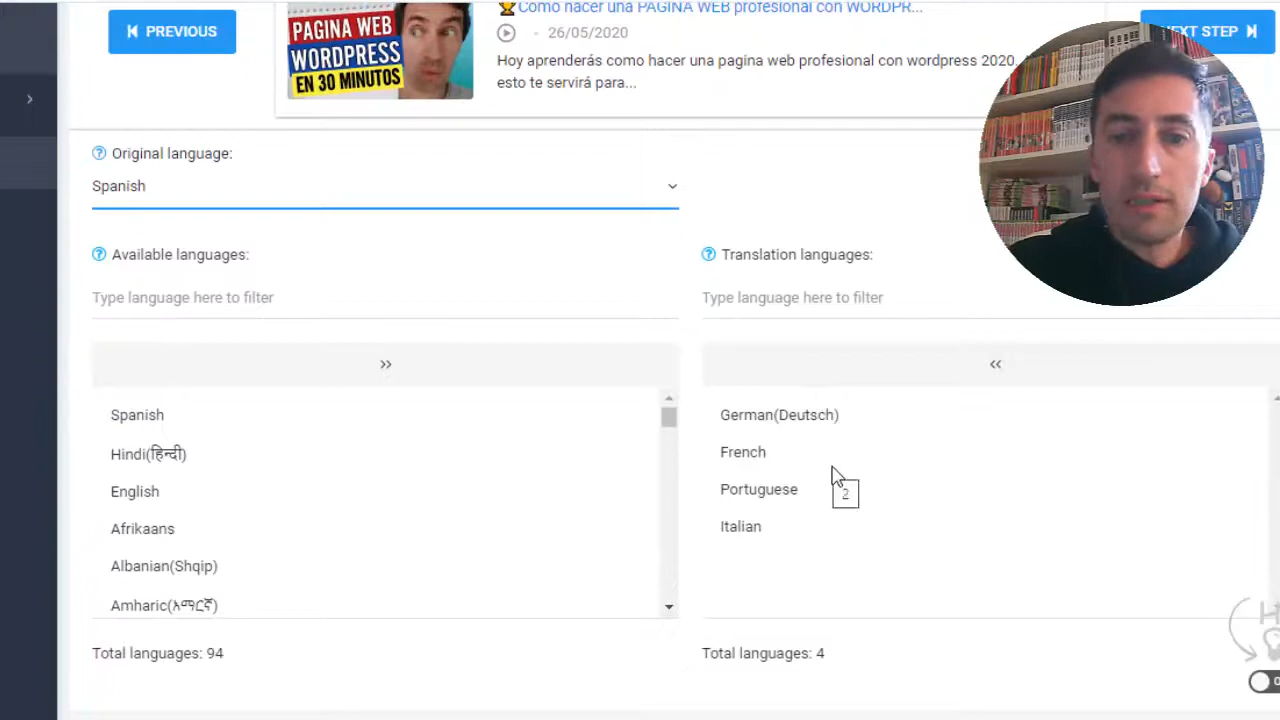 PREVIOUS
PAGINA WEB
WORDPRESS
EN 30 MINUTOS
🏆Como hacer una PAGINA WEB profesional con WORDPR...
- 26/05/2020
Hoy aprenderás como hacer una pagina web profesional con wordpress 2020.
esto te servirá para...
NEXT STEP
Original language:
Spanish
Available languages:
Type language here to filter
Translation languages:
Type language here to filter
>>
<<
Spanish
Hindi(हिन्दी)
English
Afrikaans
Albanian(Shqip)
Amharic(አማርኛ)
German(Deutsch)
French
Portuguese
Italian
2
Total languages: 94
Total languages: 4